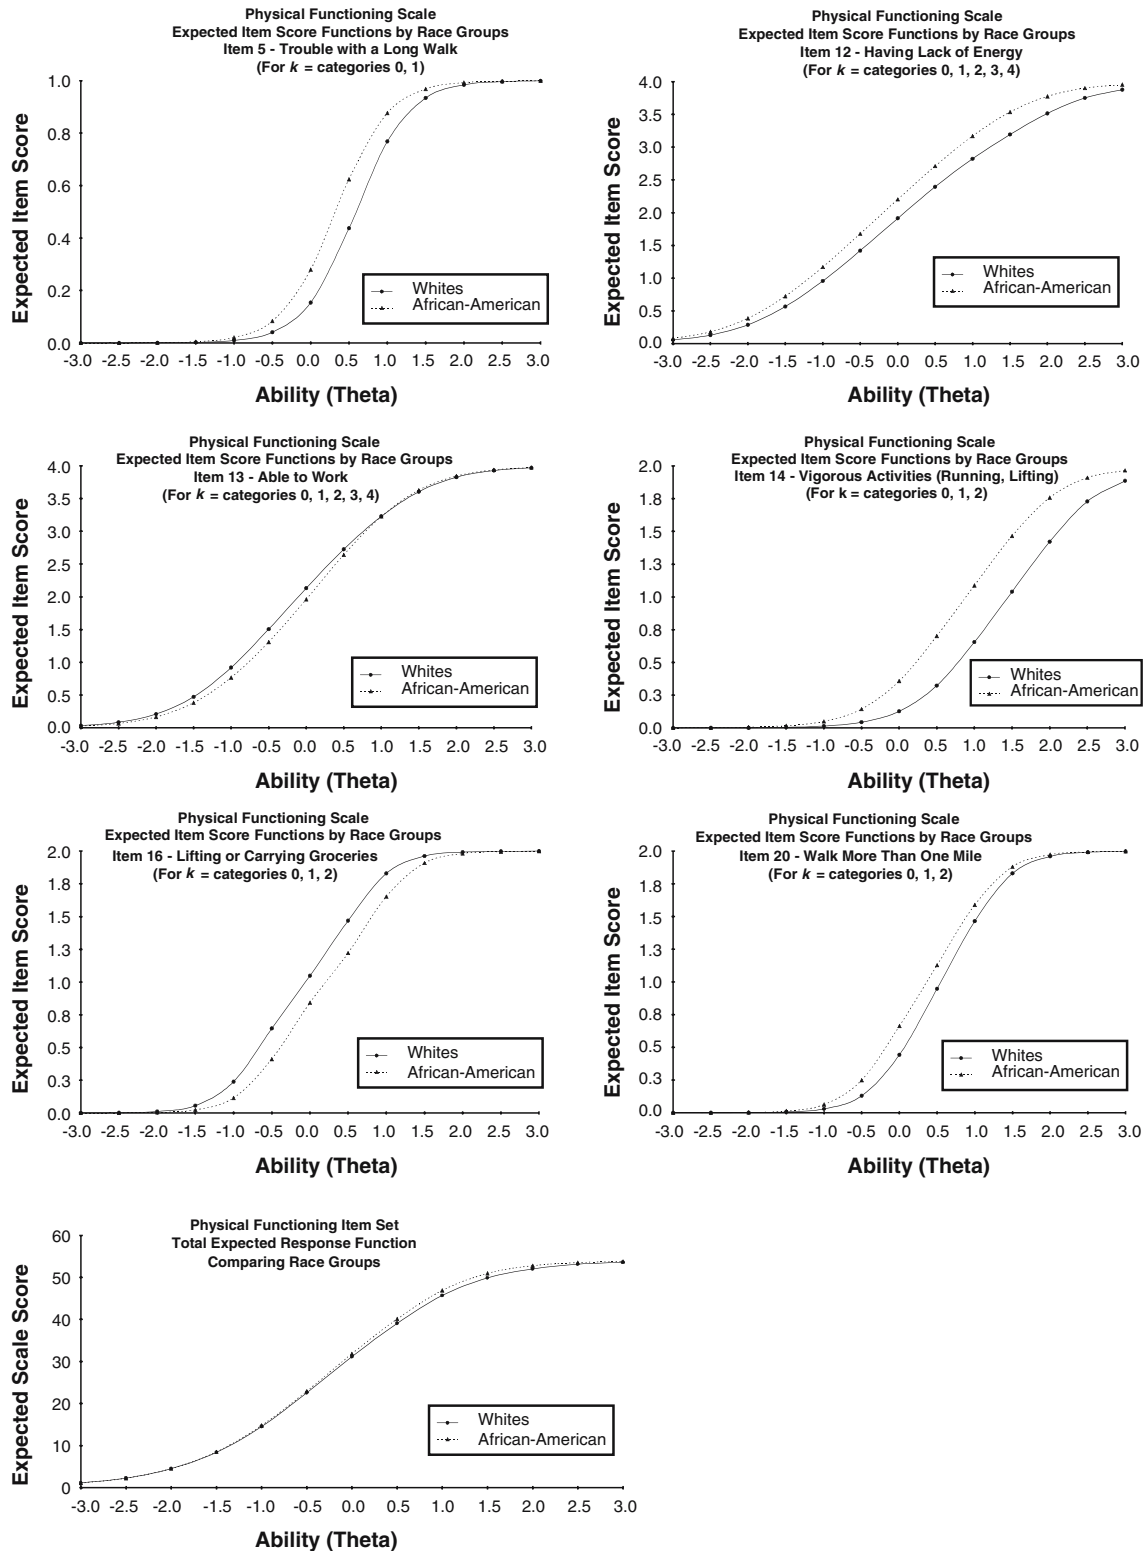 Physical Functioning Scale
Expected Item Score Functions by Race Groups
Item 5 - Trouble with a Long Walk
(For k = categories 0, 1)
Expected Item Score
1.0
0.8
0.6
0.4
0.2
0.0
Whites
African-American
-3.0 -2.5 -2.0 -1.5 -1.0 -0.5 0.0 0.5 1.0 1.5 2.0 2.5 3.0
Ability (Theta)
Physical Functioning Scale
Expected Item Score Functions by Race Groups
Item 12 - Having Lack of Energy
(For k = categories 0, 1, 2, 3, 4)
Expected Item Score
4.0
3.5
3.0
2.5
2.0
1.5
1.0
0.5
0.0
Whites
African-American
-3.0 -2.5 -2.0 -1.5 -1.0 -0.5 0.0 0.5 1.0 1.5 2.0 2.5 3.0
Ability (Theta)
Physical Functioning Scale
Expected Item Score Functions by Race Groups
Item 13 - Able to Work
(For k = categories 0, 1, 2, 3, 4)
Expected Item Score
4.0
3.5
3.0
2.5
2.0
1.5
1.0
0.5
0.0
Whites
African-American
-3.0 -2.5 -2.0 -1.5 -1.0 -0.5 0.0 0.5 1.0 1.5 2.0 2.5 3.0
Ability (Theta)
Physical Functioning Scale
Expected Item Score Functions by Race Groups
Item 14 - Vigorous Activities (Running, Lifting)
(For k = categories 0, 1, 2)
Expected Item Score
2.0
1.8
1.5
1.3
1.0
0.8
0.5
0.3
0.0
Whites
African-American
-3.0 -2.5 -2.0 -1.5 -1.0 -0.5 0.0 0.5 1.0 1.5 2.0 2.5 3.0
Ability (Theta)
Physical Functioning Scale
Expected Item Score Functions by Race Groups
Item 16 - Lifting or Carrying Groceries
(For k = categories 0, 1, 2)
Expected Item Score
2.0
1.8
1.5
1.3
1.0
0.8
0.5
0.3
0.0
Whites
African-American
-3.0 -2.5 -2.0 -1.5 -1.0 -0.5 0.0 0.5 1.0 1.5 2.0 2.5 3.0
Ability (Theta)
Physical Functioning Scale
Expected Item Score Functions by Race Groups
Item 20 - Walk More Than One Mile
(For k = categories 0, 1, 2)
Expected Item Score
2.0
1.8
1.5
1.3
1.0
0.8
0.5
0.3
0.0
Whites
African-American
-3.0 -2.5 -2.0 -1.5 -1.0 -0.5 0.0 0.5 1.0 1.5 2.0 2.5 3.0
Ability (Theta)
Physical Functioning Item Set
Total Expected Response Function
Comparing Race Groups
Expected Scale Score
60
50
40
30
20
10
0
Whites
African-American
-3.0 -2.5 -2.0 -1.5 -1.0 -0.5 0.0 0.5 1.0 1.5 2.0 2.5 3.0
Ability (Theta)